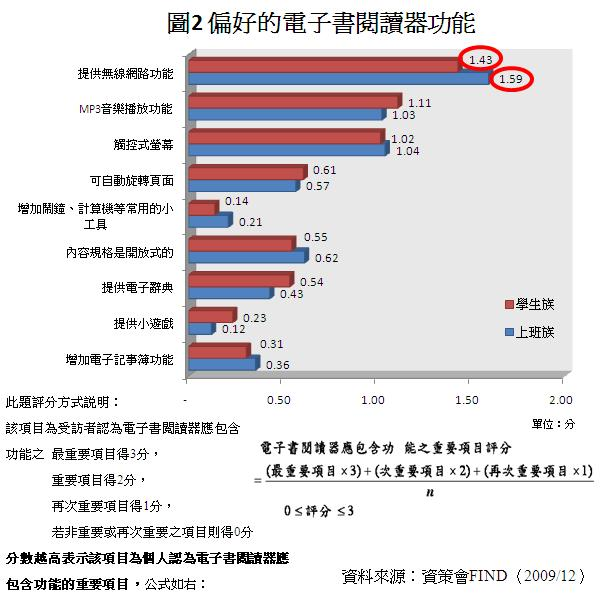 圖2 偏好的電子書閱讀器功能
提供無線網路功能
1.43
1.59
MP3音樂播放功能
1.11
1.03
觸控式螢幕
1.02
1.04
可自動旋轉頁面
0.61
0.57
增加鬧鐘、計算機等常用的小
工具
0.14
0.21
內容規格是開放式的
0.55
0.62
提供電子辭典
0.54
0.43
提供小遊戲
0.23
0.12
增加電子記事簿功能
0.31
0.36
學生族
上班族
- 0.50 1.00 1.50 2.00
單位：分
此題評分方式說明：
該項目為受訪者認為電子書閱讀器應包含
功能之 最重要項目得3分，
重要項目得2分，
再次重要項目得1分，
若非重要或再次重要之項目則得0分
分數越高表示該項目為個人認為電子書閱讀器應
包含功能的重要項目，公式如右：
電子書閱讀器應包含功 能之重要項目評分
= (最重要項目×3)+(次重要項目×2)+(再次重要項目×1)
n
0 ≤ 評分 ≤ 3
資料來源：資策會FIND（2009/12）